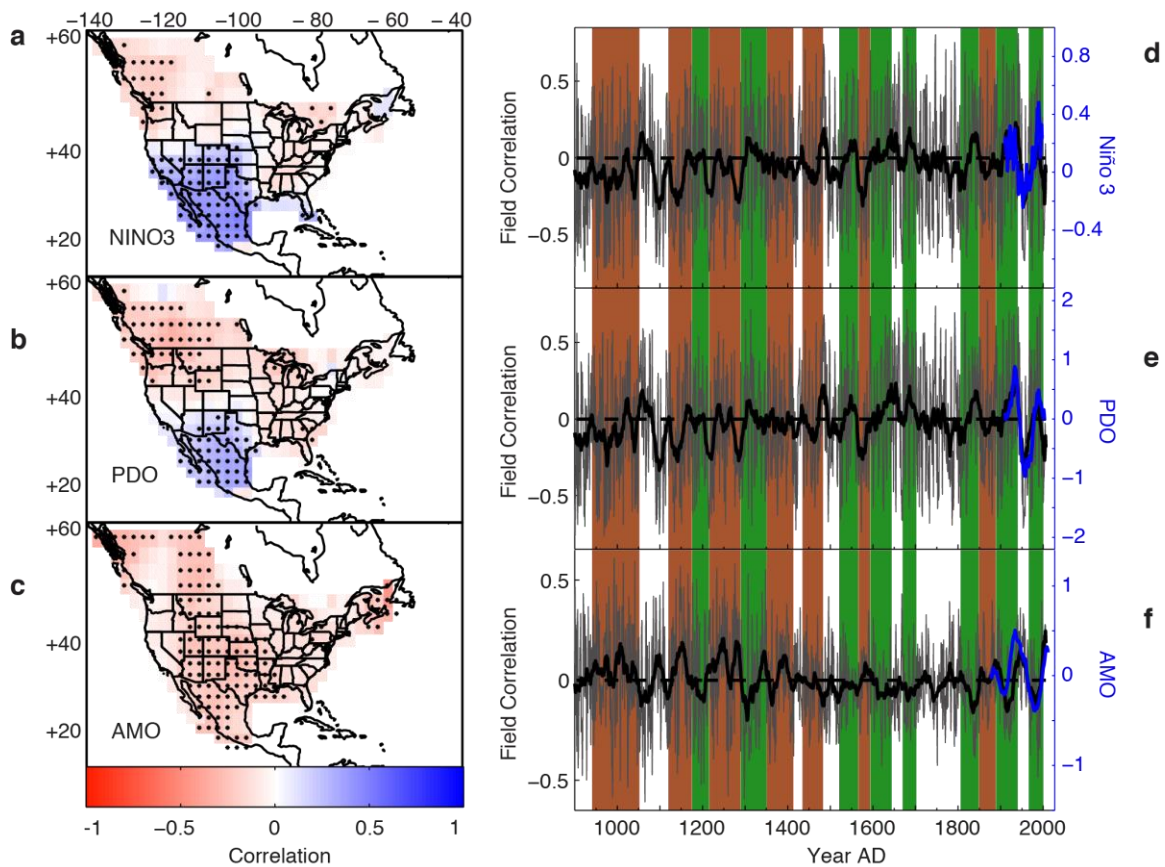 −140 −120 −100 −80 −60 −40
a
+60
+40
+20
NINO3
b
+60
+40
+20
PDO
c
+60
+40
+20
AMO
-1 −0.5 0 0.5 1
Correlation
d
0.5
0
−0.5
Field Correlation
0.8
0.4
0
−0.4
Niño 3
e
0.5
0
−0.5
Field Correlation
2
1
0
−1
−2
PDO
f
0.5
0
−0.5
Field Correlation
1
0
−1
AMO
1000 1200 1400 1600 1800 2000
Year AD